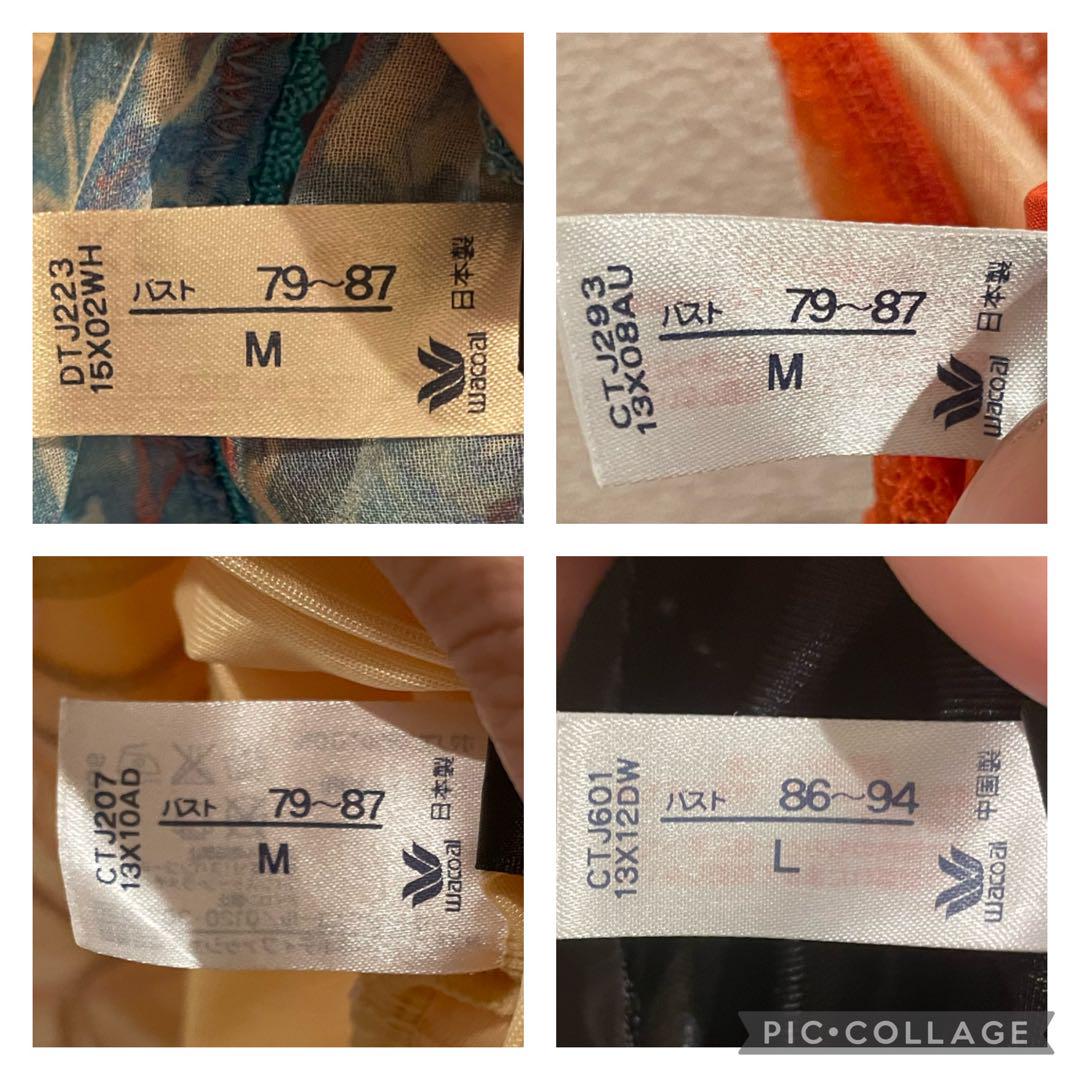 DTJ223
15X02WH
バスト 79〜87
M
日本製
wacoal
CTJ293
13X08AU
バスト 79〜87
M
日本製
wacoal
CTJ207
13X10AD
バスト 79〜87
M
日本製
wacoal
CTJ601
13X12DW
バスト 86〜94
L
中国製
wacoal
PIC•COLLAGE